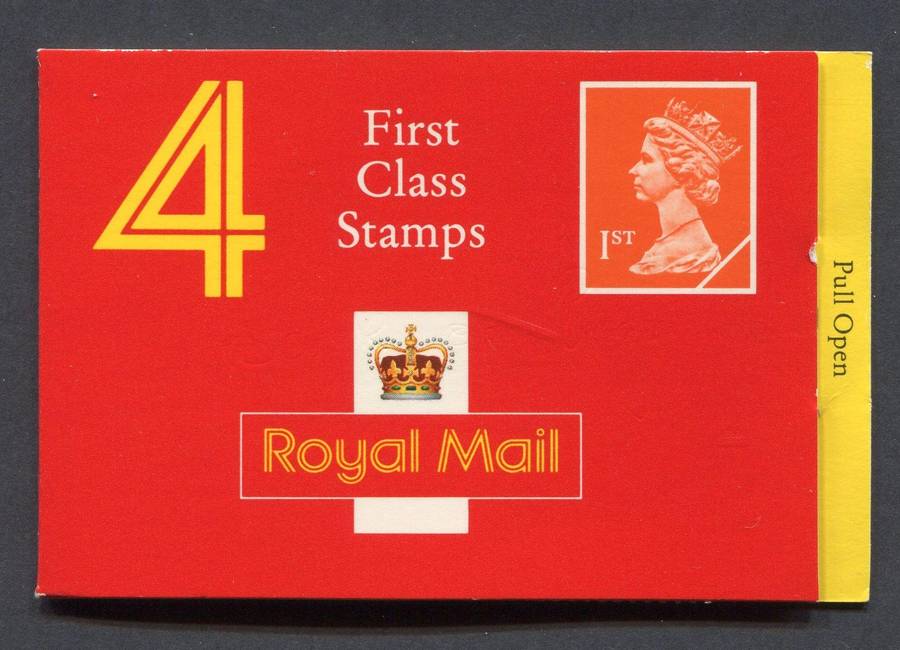 4
First
Class
Stamps
1ST
Pull Open
Royal Mail